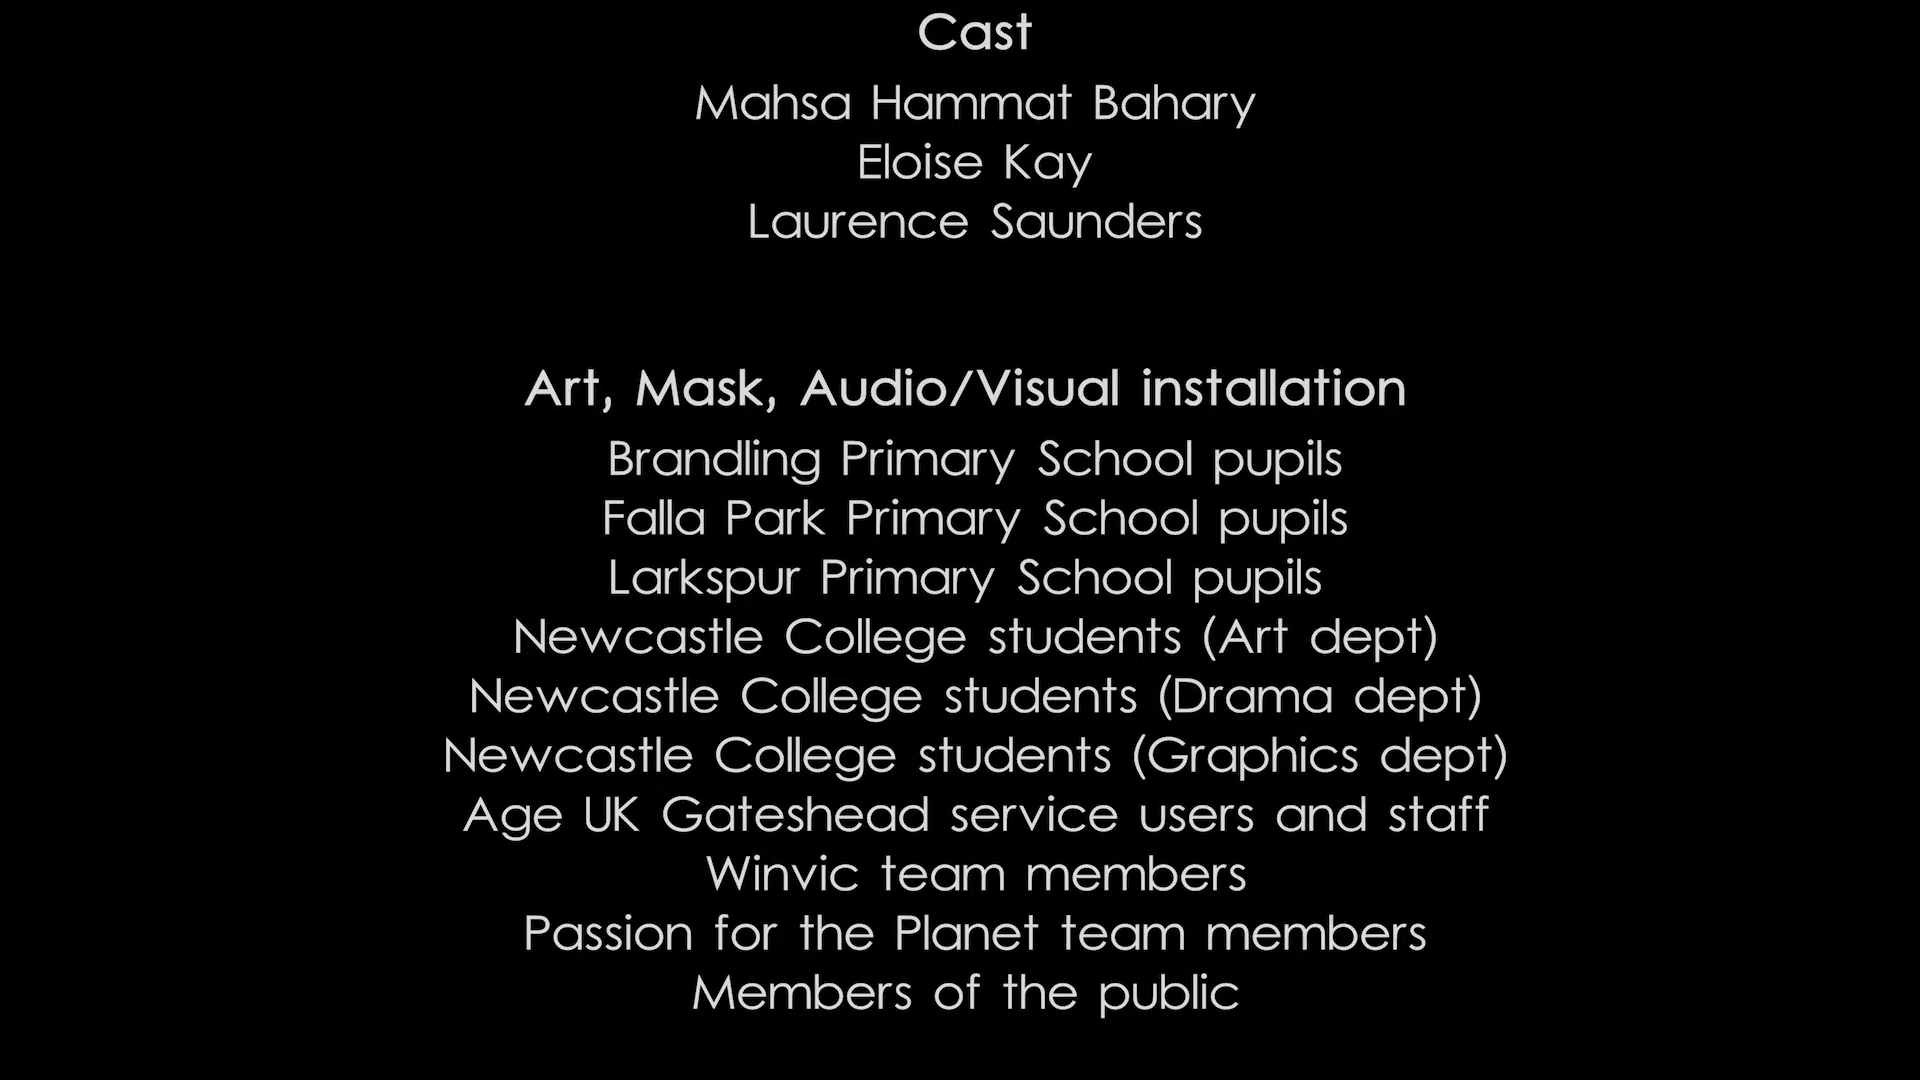 Cast
Mahsa Hammat Bahary
Eloise Kay
Laurence Saunders
Art, Mask, Audio/Visual installation
Brandling Primary School pupils
Falla Park Primary School pupils
Larkspur Primary School pupils
Newcastle College students (Art dept)
Newcastle College students (Drama dept)
Newcastle College students (Graphics dept)
Age UK Gateshead service users and staff
Winvic team members
Passion for the Planet team members
Members of the public